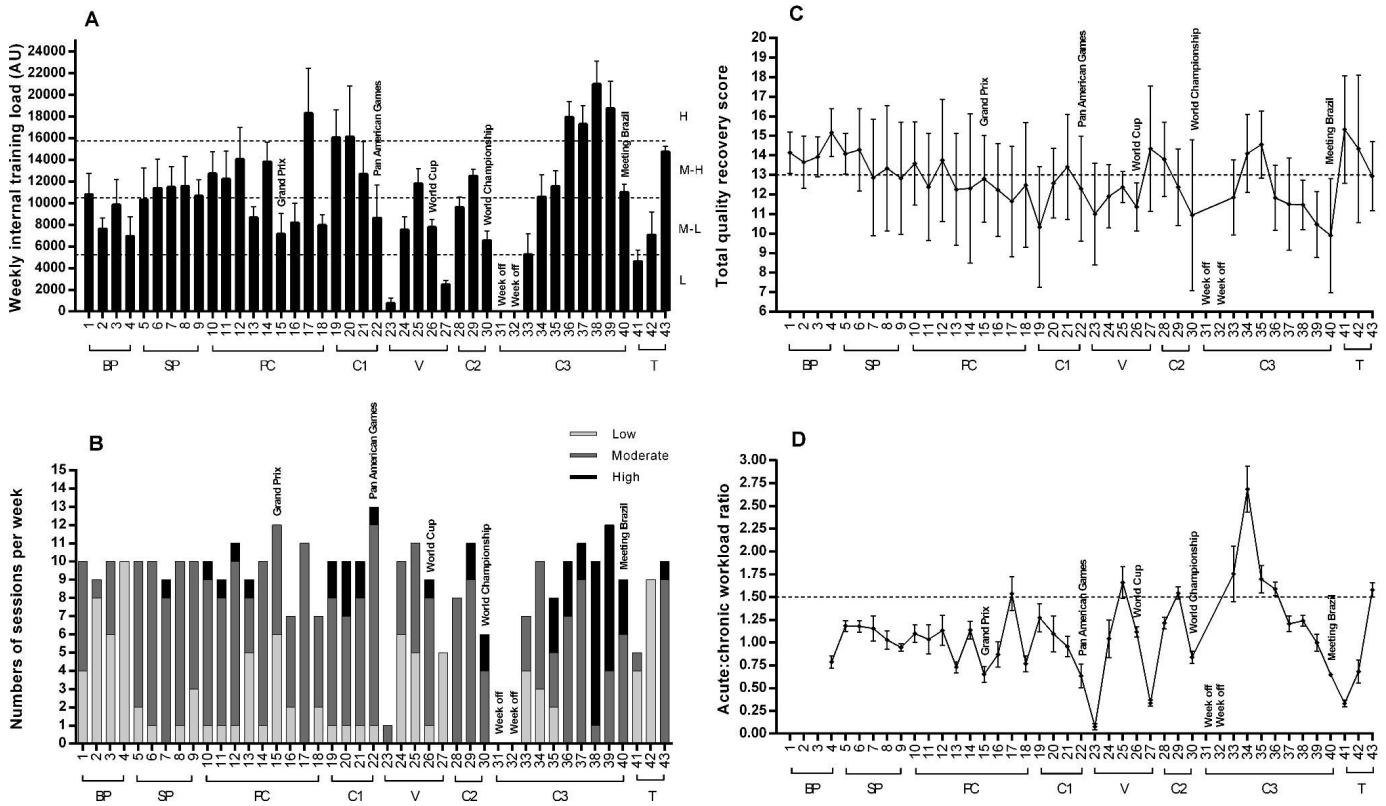 A
Weekly internal training load (AU)
24000
22000
20000
18000
16000
14000
12000
10000
8000
6000
4000
2000
0
H
M-H
M-L
L
Grand Prix
Pan American Games
World Cup
World Championship
Week off
Week off
Meeting Brazil
1 2 3 4 5 6 7 8 9 10 11 12 13 14 15 16 17 18 19 20 21 22 23 24 25 26 27 28 29 30 31 32 33 34 35 36 37 38 39 40 41 42 43
BP SP PC C1 V C2 C3 T
B
Low
Moderate
High
Numbers of sessions per week
15
14
13
12
11
10
9
8
7
6
5
4
3
2
1
0
Grand Prix
Pan American Games
World Cup
World Championship
Week off
Week off
Meeting Brazil
1 2 3 4 5 6 7 8 9 10 11 12 13 14 15 16 17 18 19 20 21 22 23 24 25 26 27 28 29 30 31 32 33 34 35 36 37 38 39 40 41 42 43
BP SP PC C1 V C2 C3 T
C
Total quality recovery score
20
19
18
17
16
15
14
13
12
11
10
9
8
7
6
Grand Prix
Pan American Games
World Cup
World Championship
Week off
Week off
Meeting Brazil
1 2 3 4 5 6 7 8 9 10 11 12 13 14 15 16 17 18 19 20 21 22 23 24 25 26 27 28 29 30 31 32 33 34 35 36 37 38 39 40 41 42 43
BP SP PC C1 V C2 C3 T
D
Acute:chronic workload ratio
3.00
2.75
2.50
2.25
2.00
1.75
1.50
1.25
1.00
0.75
0.50
0.25
0.00
Grand Prix
Pan American Games
World Cup
World Championship
Week off
Week off
Meeting Brazil
1 2 3 4 5 6 7 8 9 10 11 12 13 14 15 16 17 18 19 20 21 22 23 24 25 26 27 28 29 30 31 32 33 34 35 36 37 38 39 40 41 42 43
BP SP PC C1 V C2 C3 T